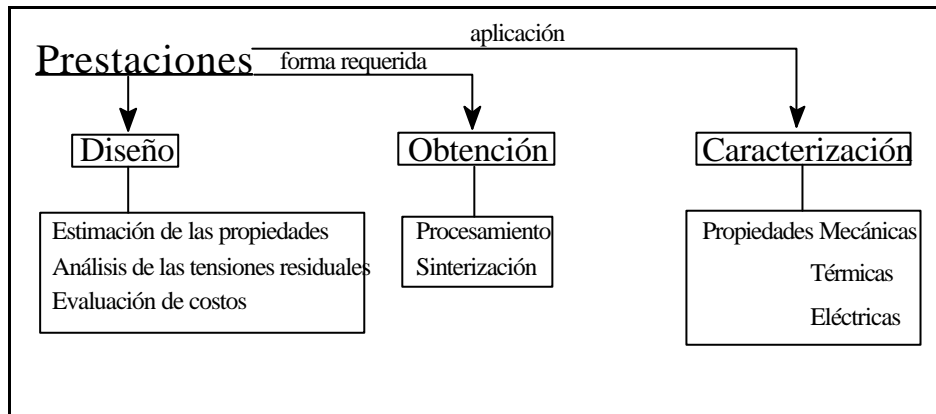 aplicación
Prestaciones
forma requerida
Diseño
Obtención
Caracterización
Estimación de las propiedades
Análisis de las tensiones residuales
Evaluación de costos
Procesamiento
Sinterización
Propiedades Mecánicas
Térmicas
Eléctricas